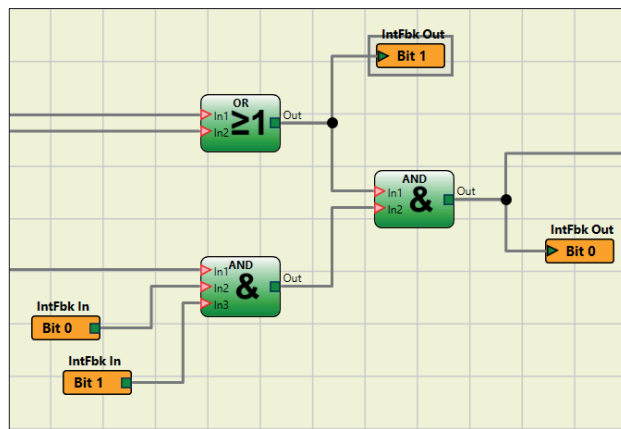 IntFbk Out
Bit 1
OR
In1
≥1
Out
In2
AND
In1
&
Out
In2
IntFbk Out
Bit 0
AND
In1
&
Out
In2
In3
IntFbk In
Bit 0
IntFbk In
Bit 1